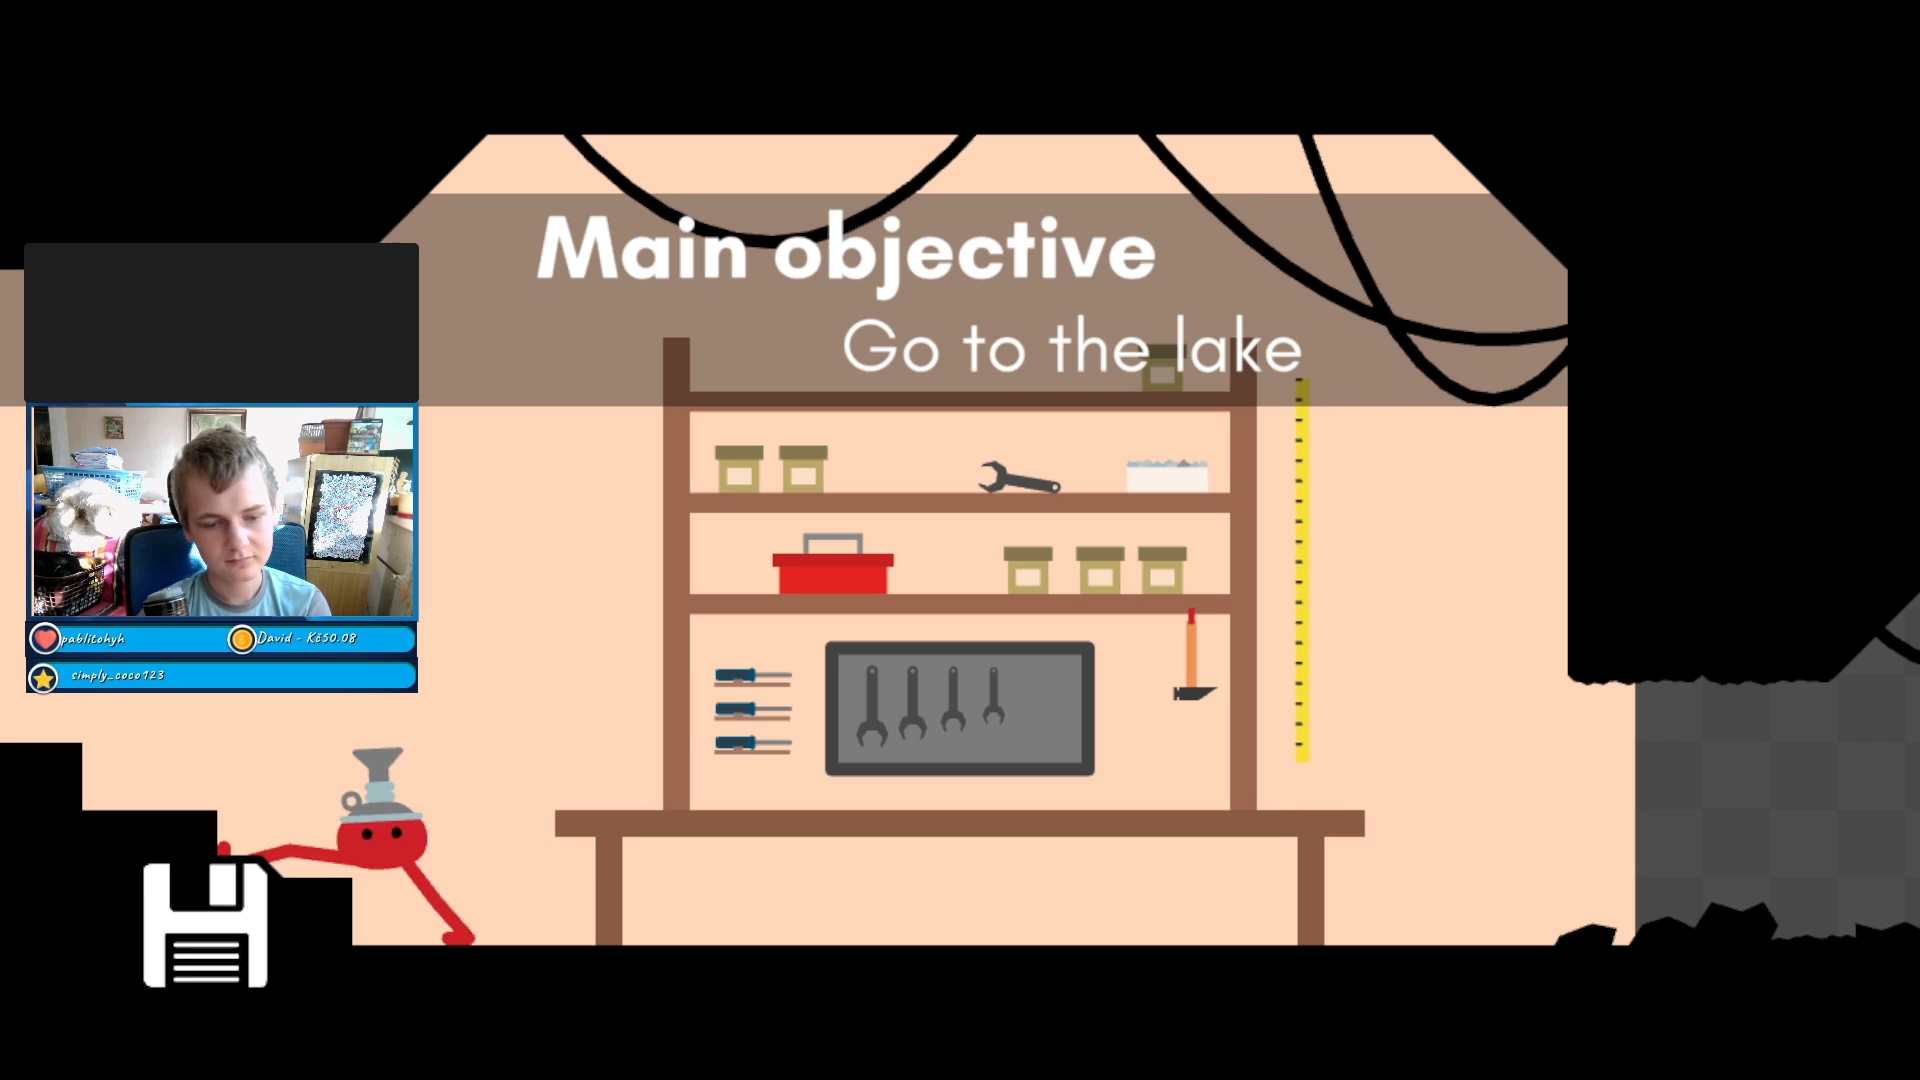 Main objective
Go to the lake
pablitohyh
David - Kč50.08
simply_coco123